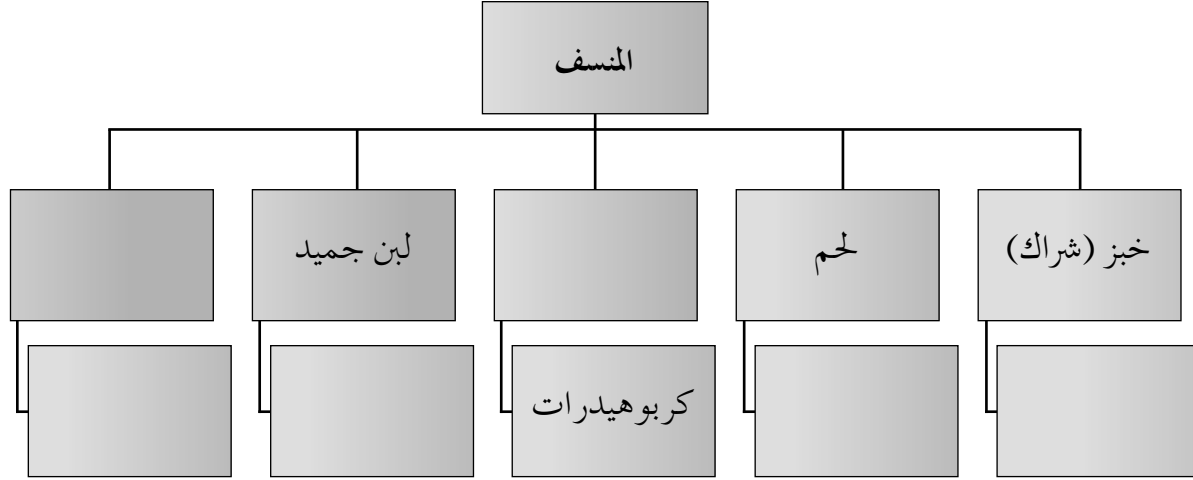 المنسف
خبز (شراك)
لحم
لبن جميد
كربوهيدرات